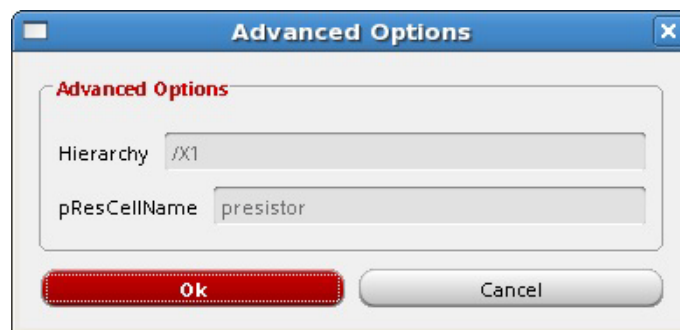 Advanced Options
Advanced Options
Hierarchy /X1
pResCellName presistor
Ok Cancel